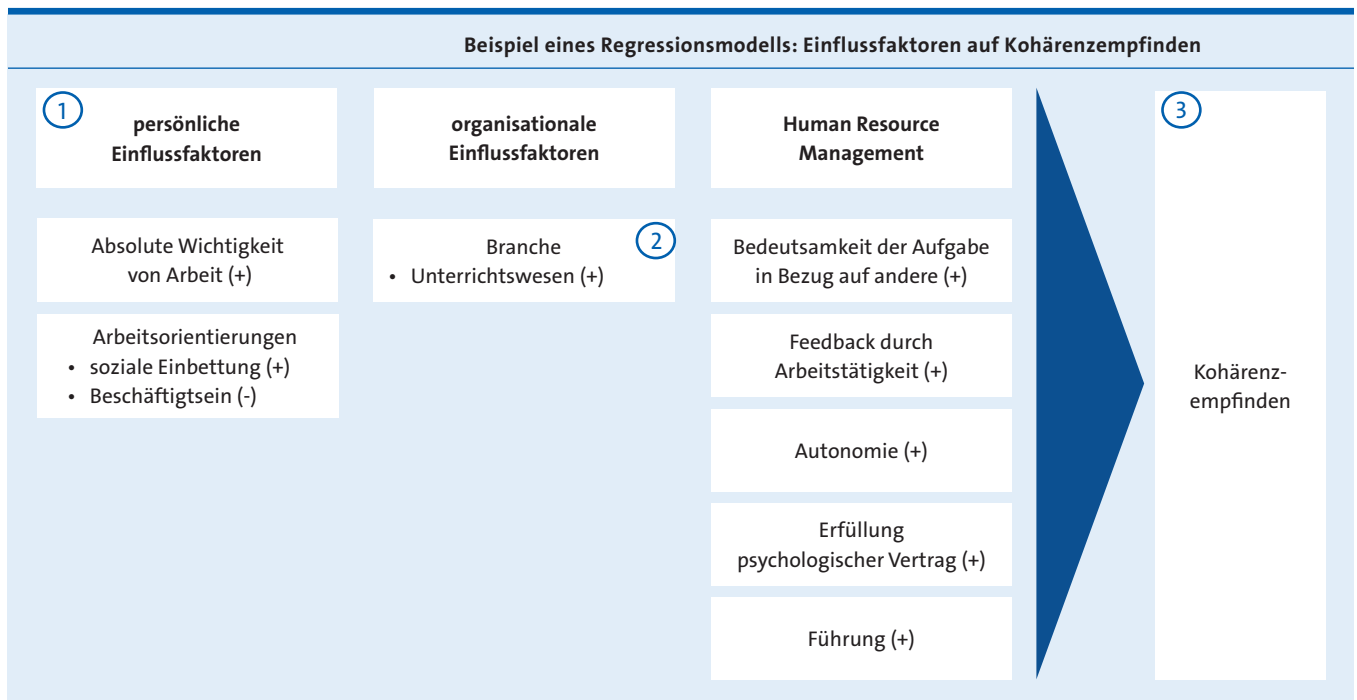 Beispiel eines Regressionsmodells: Einflussfaktoren auf Kohärenzempfinden
1
persönliche
Einflussfaktoren
organisationale
Einflussfaktoren
Human Resource
Management
3
Absolute Wichtigkeit
von Arbeit (+)
Arbeitsorientierungen
• soziale Einbettung (+)
• Beschäftigtsein (-)
Branche
2
• Unterrichtswesen (+)
Bedeutsamkeit der Aufgabe
in Bezug auf andere (+)
Feedback durch
Arbeitstätigkeit (+)
Autonomie (+)
Erfüllung
psychologischer Vertrag (+)
Führung (+)
Kohärenz-
empfinden